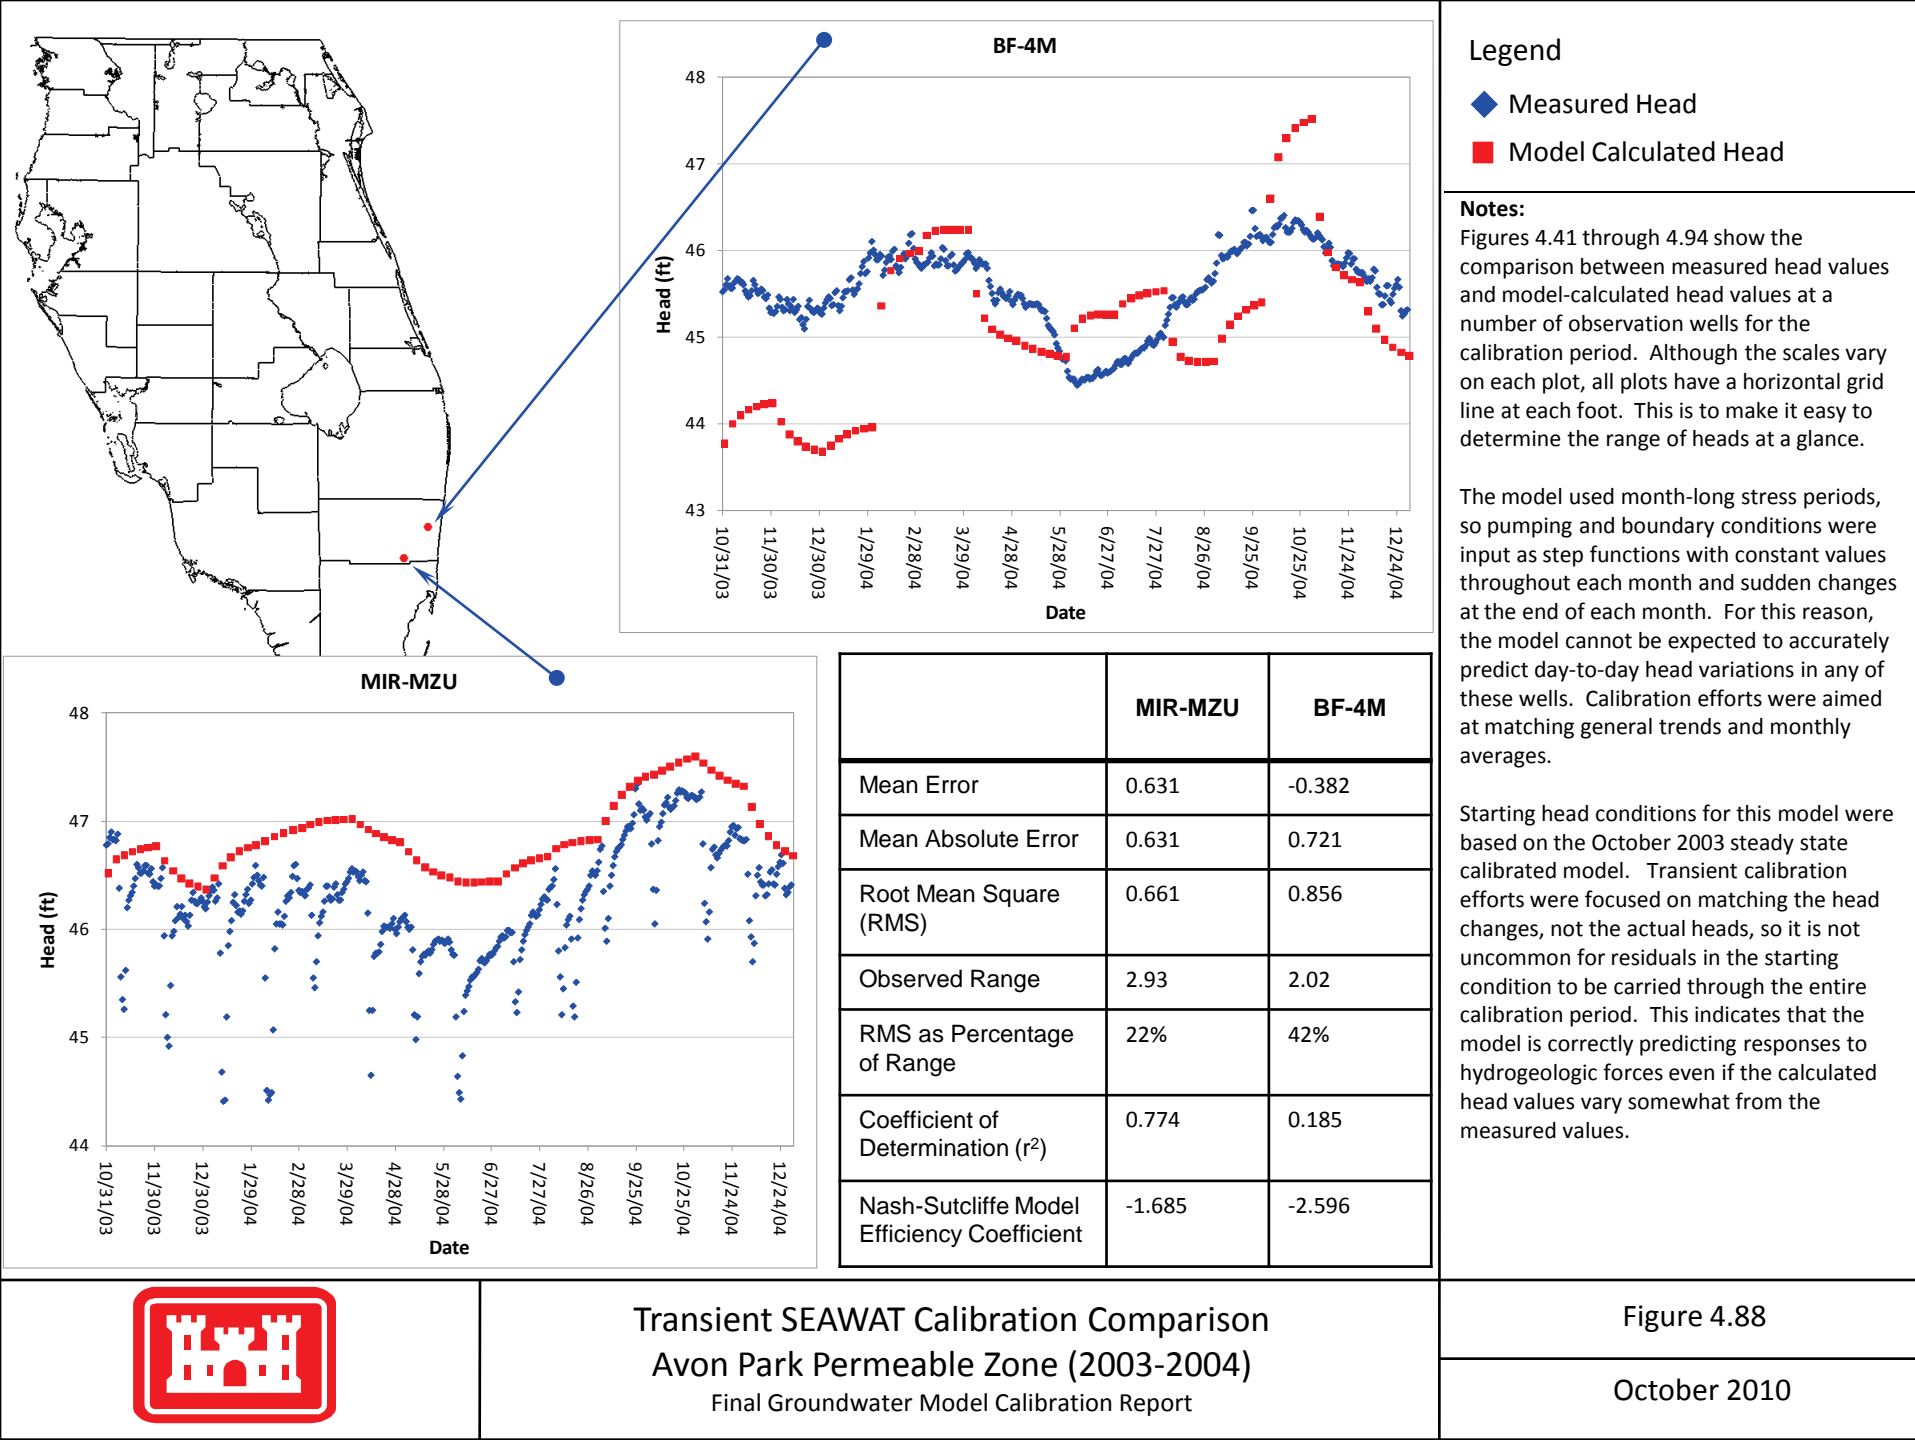 BF-4M
48
47
46
45
44
43
Head (ft)
10/31/03
11/30/03
12/30/03
1/29/04
2/28/04
3/29/04
4/28/04
5/28/04
6/27/04
7/27/04
8/26/04
9/25/04
10/25/04
11/24/04
12/24/04
Date
MIR-MZU
48
47
46
45
44
Head (ft)
10/31/03
11/30/03
12/30/03
1/29/04
2/28/04
3/29/04
4/28/04
5/28/04
6/27/04
7/27/04
8/26/04
9/25/04
10/25/04
11/24/04
12/24/04
Date
MIR-MZU BF-4M
Mean Error 0.631 -0.382
Mean Absolute Error 0.631 0.721
Root Mean Square 0.661 0.856
(RMS)
Observed Range 2.93 2.02
RMS as Percentage 22% 42%
of Range
Coefficient of 0.774 0.185
Determination (r²)
Nash-Sutcliffe Model -1.685 -2.596
Efficiency Coefficient
Legend
Measured Head
Model Calculated Head
Notes:
Figures 4.41 through 4.94 show the
comparison between measured head values
and model-calculated head values at a
number of observation wells for the
calibration period. Although the scales vary
on each plot, all plots have a horizontal grid
line at each foot. This is to make it easy to
determine the range of heads at a glance.
The model used month-long stress periods,
so pumping and boundary conditions were
input as step functions with constant values
throughout each month and sudden changes
at the end of each month. For this reason,
the model cannot be expected to accurately
predict day-to-day head variations in any of
these wells. Calibration efforts were aimed
at matching general trends and monthly
averages.
Starting head conditions for this model were
based on the October 2003 steady state
calibrated model. Transient calibration
efforts were focused on matching the head
changes, not the actual heads, so it is not
uncommon for residuals in the starting
condition to be carried through the entire
calibration period. This indicates that the
model is correctly predicting responses to
hydrogeologic forces even if the calculated
head values vary somewhat from the
measured values.
Transient SEAWAT Calibration Comparison
Avon Park Permeable Zone (2003-2004)
Final Groundwater Model Calibration Report
Figure 4.88
October 2010